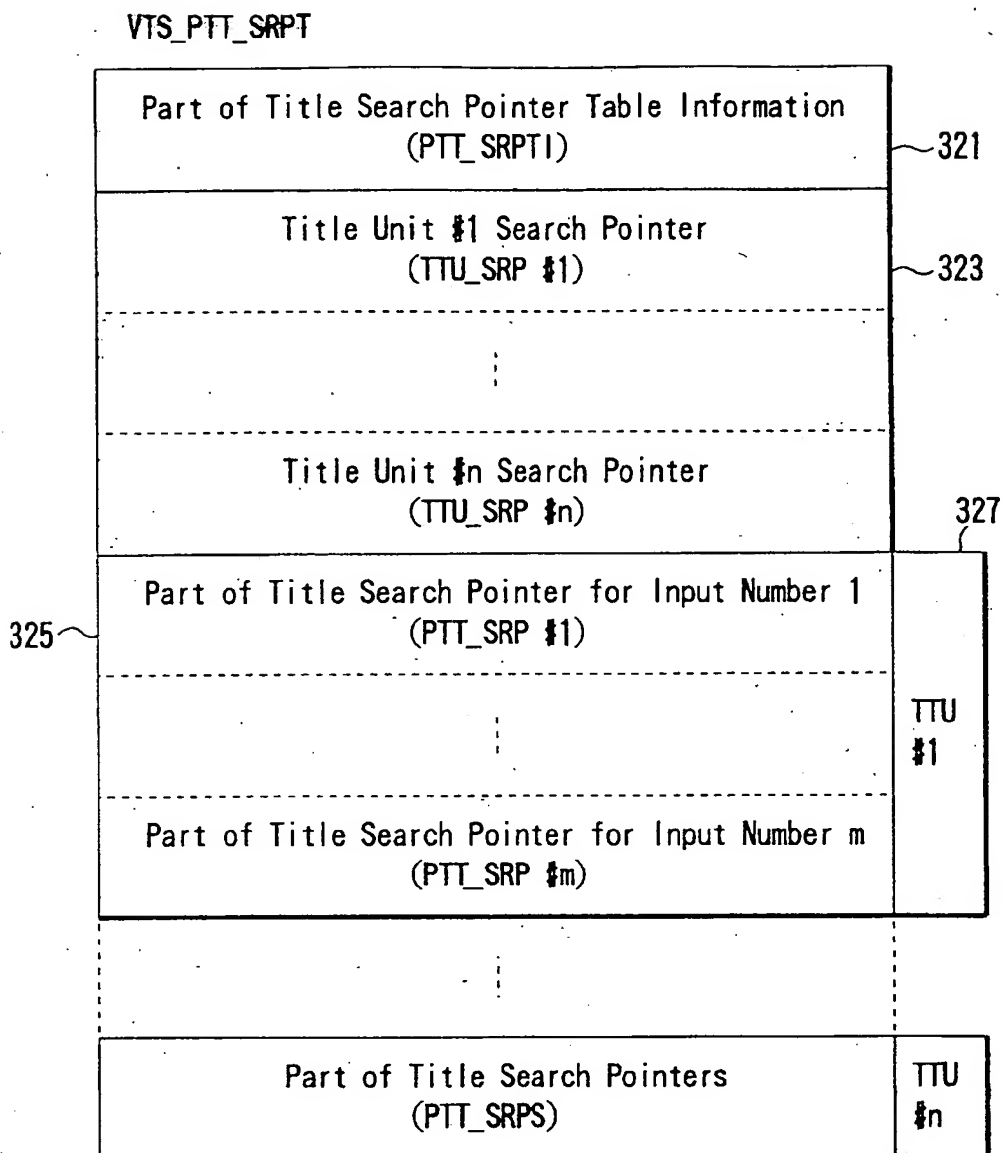 VTS_PTT_SRPT
Part of Title Search Pointer Table Information
(PTT_SRPTI)
321
Title Unit #1 Search Pointer
(TTU_SRP #1)
323
Title Unit #n Search Pointer
(TTU_SRP #n)
327
Part of Title Search Pointer for Input Number 1
(PTT_SRP #1)
325
TTU
#1
Part of Title Search Pointer for Input Number m
(PTT_SRP #m)
Part of Title Search Pointers
(PTT_SRPS)
TTU
#n